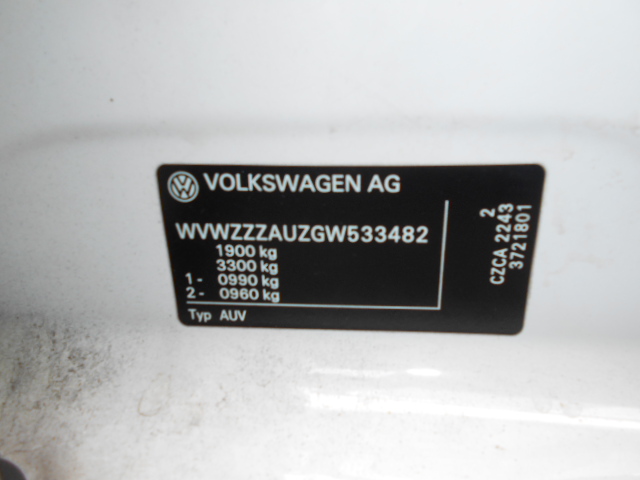 VOLKSWAGEN AG
WVWZZZAUZGW533482
1900 kg
3300 kg
1- 0990 kg
2- 0960 kg
Typ AUV
2
CZCA 2243
3721801